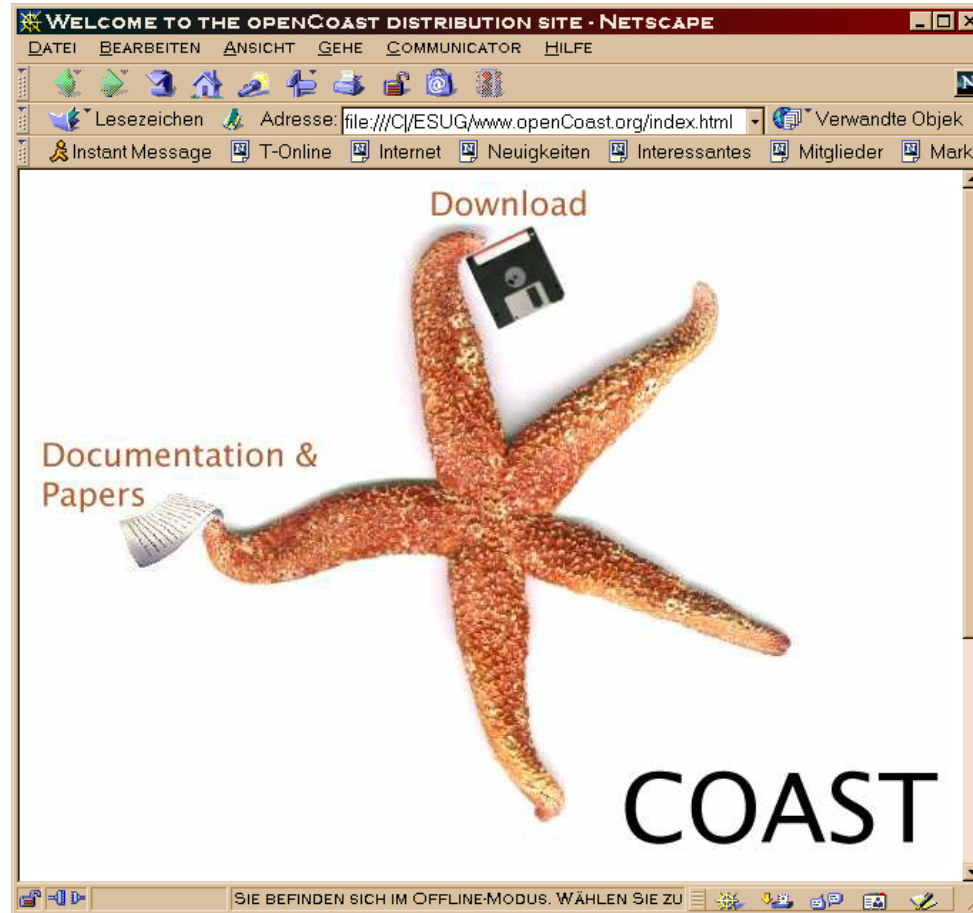 Welcome to the openCoast distribution site - Netscape
Datei Bearbeiten Ansicht Gehe Communicator Hilfe
Lesezeichen Adresse: file:///C|/ESUG/www.openCoast.org/index.html Verwandte Objek
Instant Message T-Online Internet Neuigkeiten Interessantes Mitglieder Mark
Download
Documentation &
Papers
COAST
Sie befinden sich im Offline-Modus. Wählen Sie zu